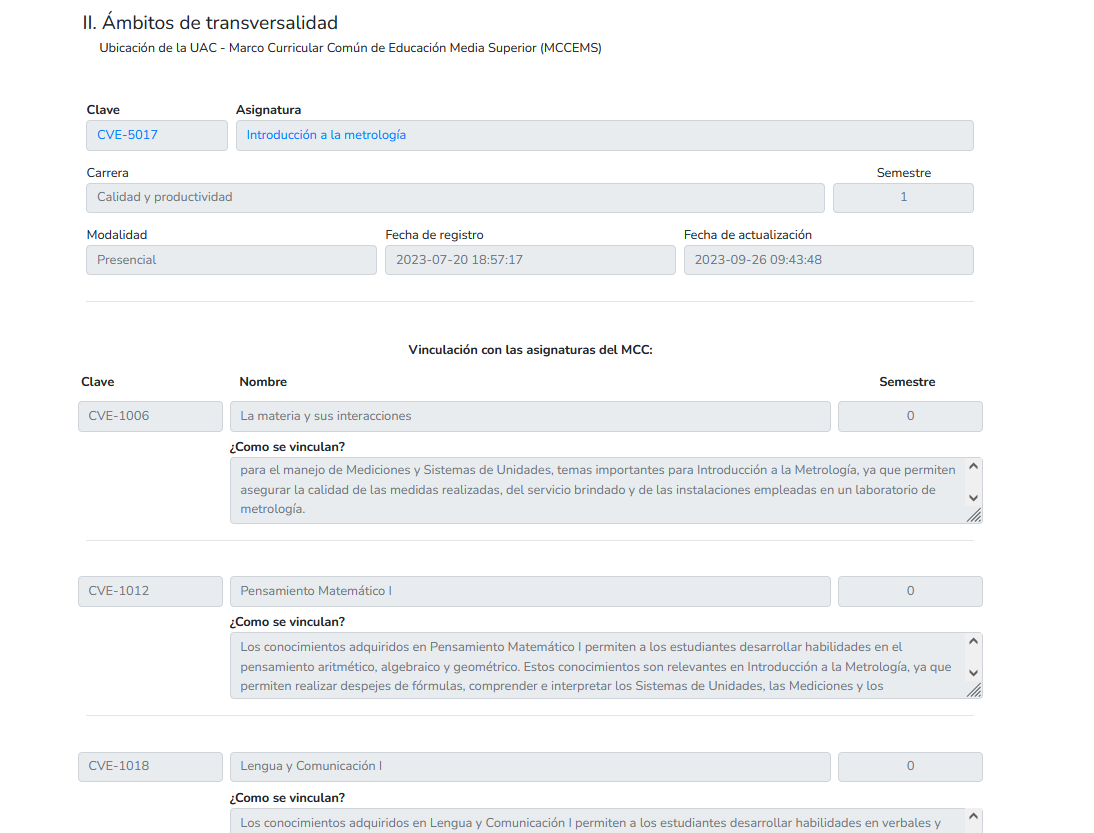 II. Ámbitos de transversalidad
Ubicación de la UAC - Marco Curricular Común de Educación Media Superior (MCCEMS)
Clave Asignatura
CVE-5017 Introducción a la metrología
Carrera Semestre
Calidad y productividad 1
Modalidad Fecha de registro Fecha de actualización
Presencial 2023-07-20 18:57:17 2023-09-26 09:43:48
Vinculación con las asignaturas del MCC:
Clave Nombre Semestre
CVE-1006 La materia y sus interacciones 0
¿Como se vinculan?
para el manejo de Mediciones y Sistemas de Unidades, temas importantes para Introducción a la Metrología, ya que permiten
asegurar la calidad de las medidas realizadas, del servicio brindado y de las instalaciones empleadas en un laboratorio de
metrología.
CVE-1012 Pensamiento Matemático I 0
¿Como se vinculan?
Los conocimientos adquiridos en Pensamiento Matemático I permiten a los estudiantes desarrollar habilidades en el
pensamiento aritmético, algebraico y geométrico. Estos conocimientos son relevantes en Introducción a la Metrología, ya que
permiten realizar despejes de fórmulas, comprender e interpretar los Sistemas de Unidades, las Mediciones y los
CVE-1018 Lengua y Comunicación I 0
¿Como se vinculan?
Los conocimientos adquiridos en Lengua y Comunicación I permiten a los estudiantes desarrollar habilidades en verbales y